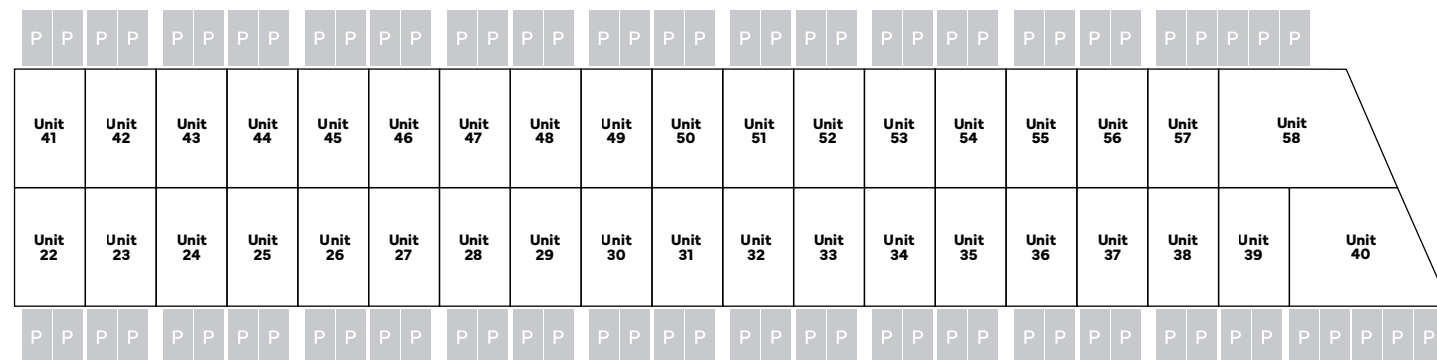 P P P P P P P P P P P P P P P P P P P P P P P P P P P P P P P P P P P P P
Unit Unit Unit Unit Unit Unit Unit Unit Unit Unit Unit Unit Unit Unit Unit Unit Unit Unit
41 42 43 44 45 46 47 48 49 50 51 52 53 54 55 56 57 58
Unit Unit Unit Unit Unit Unit Unit Unit Unit Unit Unit Unit Unit Unit Unit Unit Unit Unit Unit
22 23 24 25 26 27 28 29 30 31 32 33 34 35 36 37 38 39 40
P P P P P P P P P P P P P P P P P P P P P P P P P P P P P P P P P P P P P P P P P